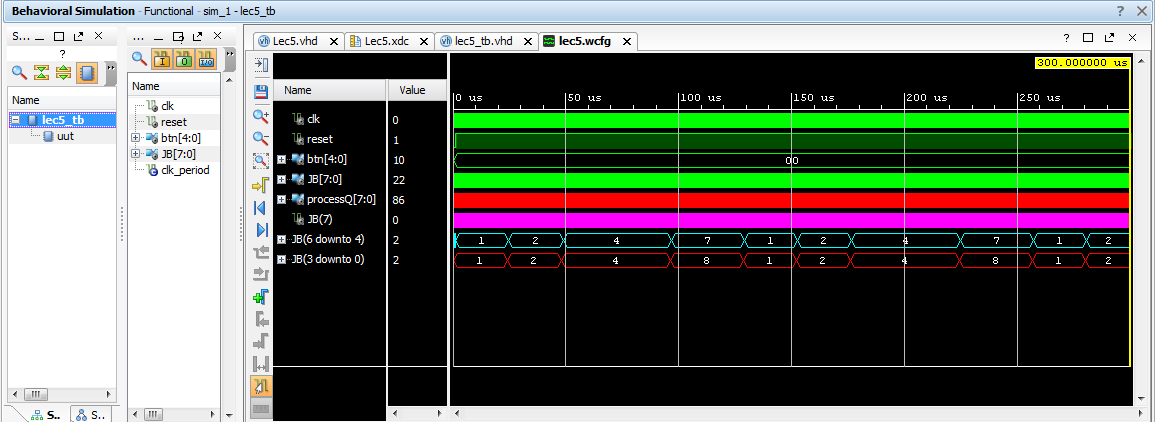 Behavioral Simulation - Functional - sim_1 - lec5_tb
?
S...
?
Name
lec5_tb
uut
S..
S..
...
Name
clk
reset
btn[4:0]
JB[7:0]
clk_period
Lec5.vhd
Lec5.xdc
lec5_tb.vhd
lec5.wcfg
?
Name
Value
clk
0
reset
1
btn[4:0]
10
JB[7:0]
22
processQ[7:0]
86
JB(7)
0
JB(6 downto 4)
2
JB(3 downto 0)
2
300.000000 us
0 us 50 us 100 us 150 us 200 us 250 us
00
1 2 4 7 1 2 4 7 1 2
1 2 4 8 1 2 4 8 1 2